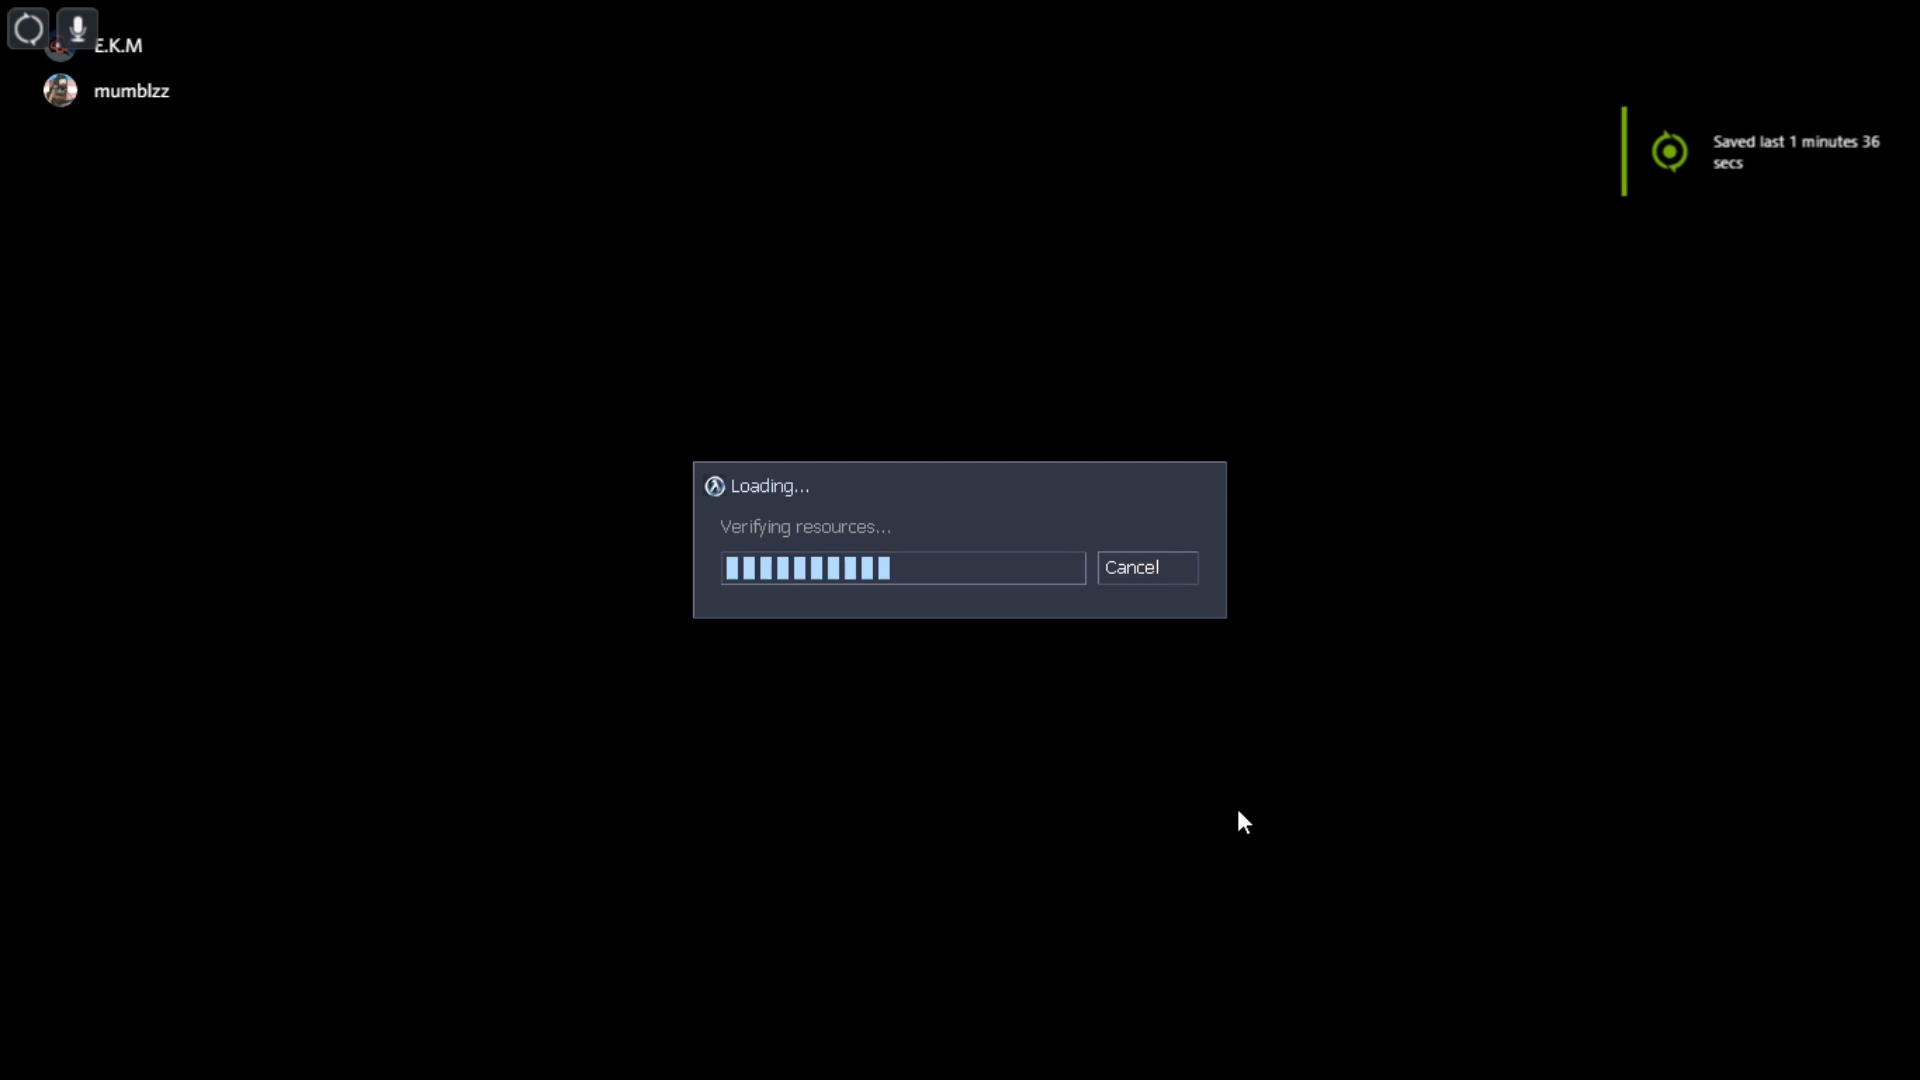 E.K.M
mumblzz
Saved last 1 minutes 36
secs
Loading...
Verifying resources...
Cancel